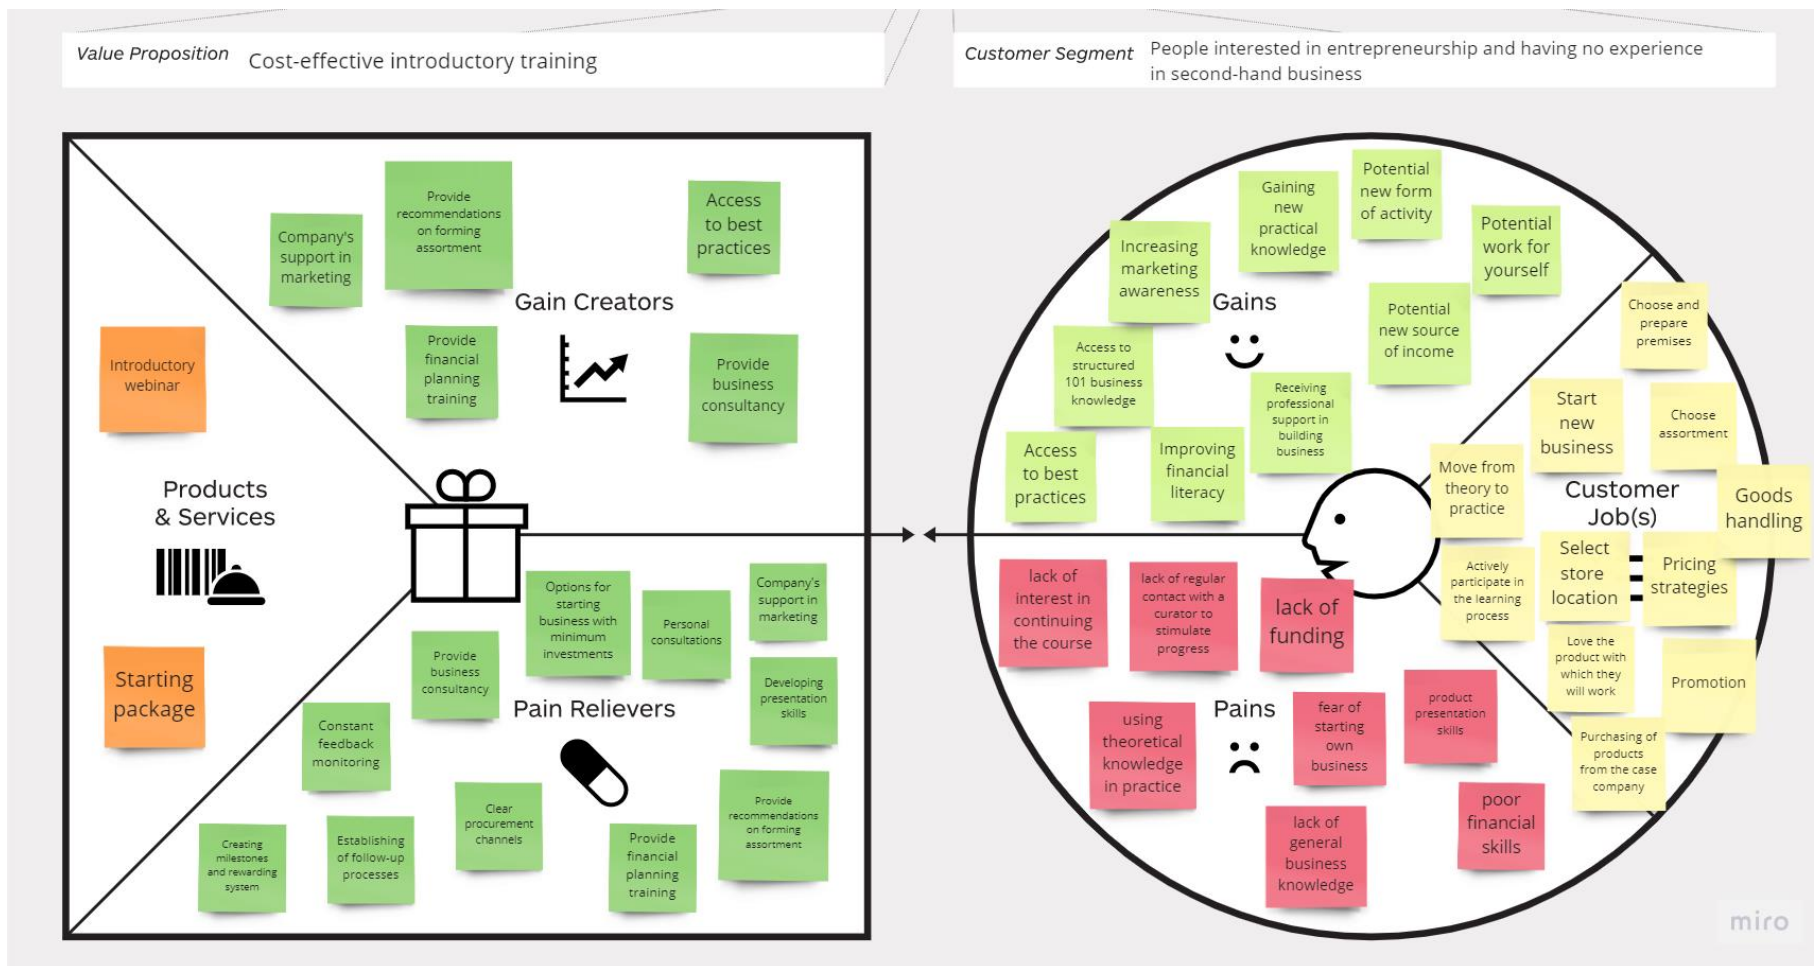 Value Proposition
Cost-effective introductory training
Customer Segment
People interested in entrepreneurship and having no experience
in second-hand business
Company's
support in
marketing
Provide
recommendations
on forming
assortment
Access
to best
practices
Gain Creators
Provide
financial
planning
training
Provide
business
consultancy
Introductory
webinar
Products
& Services
Starting
package
Options for
starting
business with
minimum
investments
Personal
consultations
Company's
support in
marketing
Provide
business
consultancy
Developing
presentation
skills
Pain Relievers
Constant
feedback
monitoring
Clear
procurement
channels
Provide
recommendations
on forming
assortment
Creating
milestones
and rewarding
system
Establishing
of follow-up
processes
Provide
financial
planning
training
Potential
new form
of activity
Gaining
new
practical
knowledge
Potential
work for
yourself
Increasing
marketing
awareness
Gains
Potential
new source
of income
Access to
structured
101 business
knowledge
Receiving
professional
support in
building
business
Access
to best
practices
Improving
financial
literacy
Choose and
prepare
premises
Start
new
business
Choose
assortment
Move from
theory to
practice
Customer
Job(s)
Goods
handling
Actively
participate in
the learning
process
Select
store
location
Pricing
strategies
Love the
product with
which they
will work
Promotion
Purchasing of
products
from the case
company
lack of
interest in
continuing
the course
lack of regular
contact with a
curator to
stimulate
progress
lack of
funding
Pains
using
theoretical
knowledge
in practice
fear of
starting
own
business
product
presentation
skills
lack of
general
business
knowledge
poor
financial
skills
miro